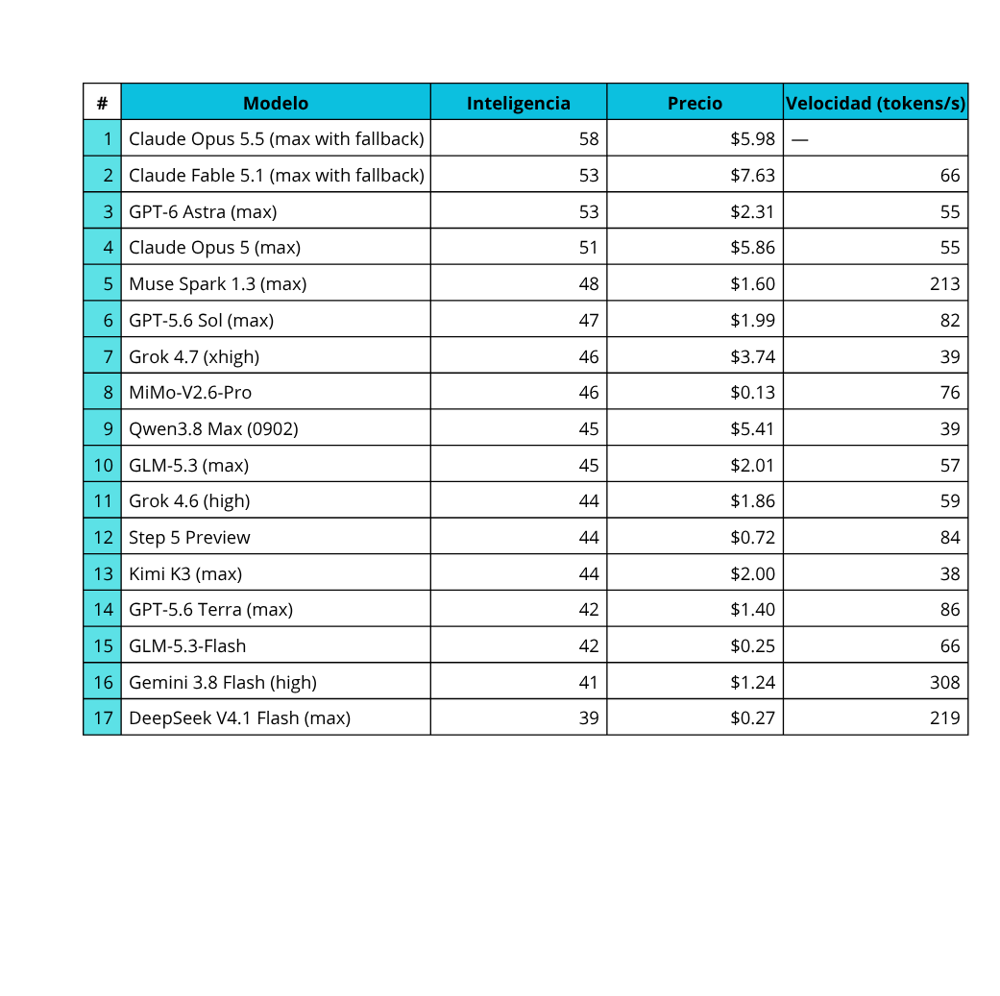 # Modelo Inteligencia Precio Velocidad (tokens/s)
1 Claude Opus 5.5 (max with fallback) 58 $5.98 —
2 Claude Fable 5.1 (max with fallback) 53 $7.63 66
3 GPT-6 Astra (max) 53 $2.31 55
4 Claude Opus 5 (max) 51 $5.86 55
5 Muse Spark 1.3 (max) 48 $1.60 213
6 GPT-5.6 Sol (max) 47 $1.99 82
7 Grok 4.7 (xhigh) 46 $3.74 39
8 MiMo-V2.6-Pro 46 $0.13 76
9 Qwen3.8 Max (0902) 45 $5.41 39
10 GLM-5.3 (max) 45 $2.01 57
11 Grok 4.6 (high) 44 $1.86 59
12 Step 5 Preview 44 $0.72 84
13 Kimi K3 (max) 44 $2.00 38
14 GPT-5.6 Terra (max) 42 $1.40 86
15 GLM-5.3-Flash 42 $0.25 66
16 Gemini 3.8 Flash (high) 41 $1.24 308
17 DeepSeek V4.1 Flash (max) 39 $0.27 219